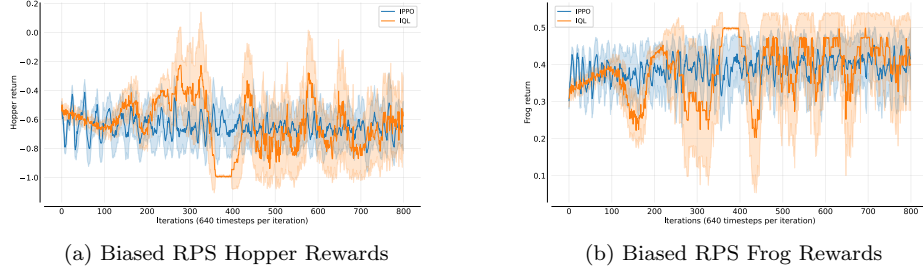 0.2
0.0
−0.2
−0.4
−0.6
−0.8
−1.0
Hopper return
0 100 200 300 400 500 600 700 800
Iterations (640 timesteps per iteration)
IPPO
IQL
(a) Biased RPS Hopper Rewards
0.5
0.4
0.3
0.2
0.1
Frog return
0 100 200 300 400 500 600 700 800
Iterations (640 timesteps per iteration)
IPPO
IQL
(b) Biased RPS Frog Rewards